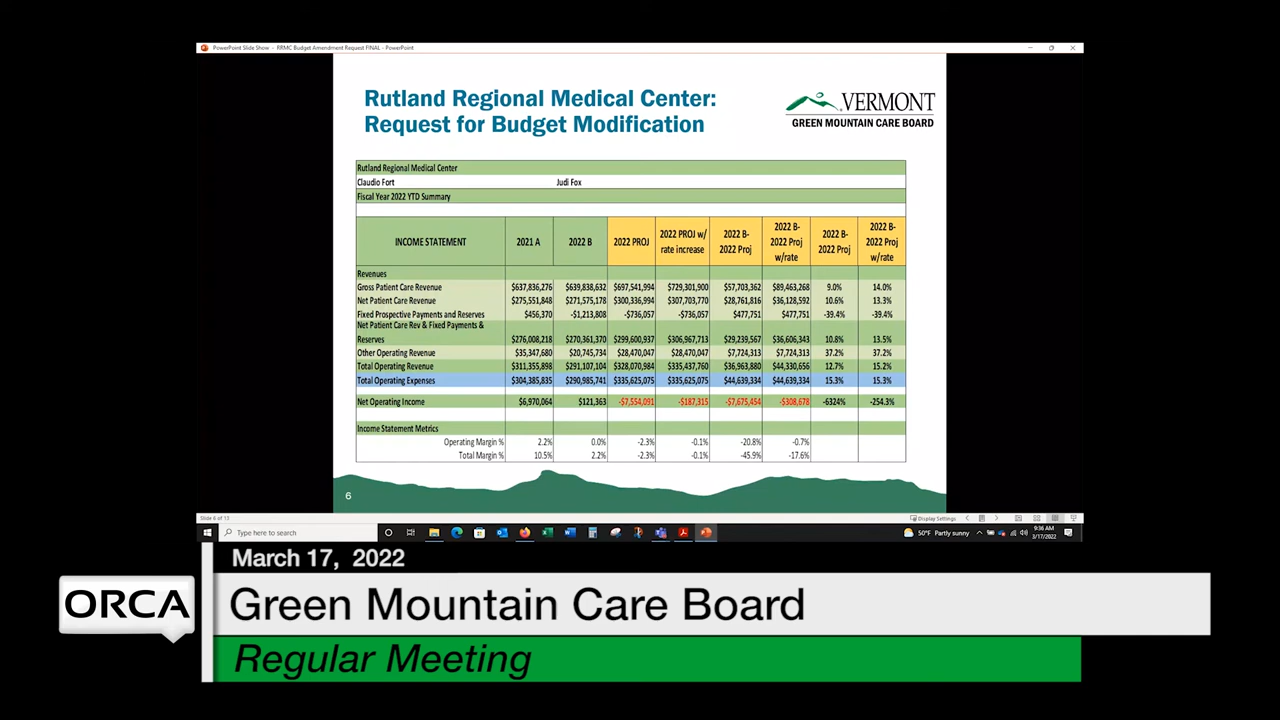 PowerPoint Slide Show - RRMC Budget Amendment Request FINAL - PowerPoint
Rutland Regional Medical Center:
Request for Budget Modification
VERMONT
GREEN MOUNTAIN CARE BOARD
Rutland Regional Medical Center
Claudio Fort Judi Fox
Fiscal Year 2022 YTD Summary
INCOME STATEMENT 2021 A 2022 B 2022 PROJ 2022 PROJ w/ rate increase 2022 B-2022 Proj 2022 B-2022 Proj w/rate 2022 B-2022 Proj 2022 B-2022 Proj w/rate
Revenues
Gross Patient Care Revenue $637,836,276 $639,838,632 $697,541,994 $729,301,900 $57,703,362 $89,463,268 9.0% 14.0%
Net Patient Care Revenue $275,551,848 $271,575,178 $300,336,994 $307,703,770 $28,761,816 $36,128,592 10.6% 13.3%
Fixed Prospective Payments and Reserves $456,370 -$1,213,808 -$736,057 -$736,057 $477,751 $477,751 -39.4% -39.4%
Net Patient Care Rev & Fixed Payments &
Reserves $276,008,218 $270,361,370 $299,600,937 $306,967,713 $29,239,567 $36,606,343 10.8% 13.5%
Other Operating Revenue $35,347,680 $20,745,734 $28,470,047 $28,470,047 $7,724,313 $7,724,313 37.2% 37.2%
Total Operating Revenue $311,355,898 $291,107,104 $328,070,984 $335,437,760 $36,963,880 $44,330,656 12.7% 15.2%
Total Operating Expenses $304,385,835 $290,985,741 $335,625,075 $335,625,075 $44,639,334 $44,639,334 15.3% 15.3%
Net Operating Income $6,970,064 $121,363 -$7,554,091 -$187,315 -$7,675,454 -$308,678 -6324% -254.3%
Income Statement Metrics
Operating Margin % 2.2% 0.0% -2.3% -0.1% -20.8% -0.7%
Total Margin % 10.5% 2.2% -2.3% -0.1% -45.9% -17.6%
6
Slide 6 of 13 Display Settings
Type here to search 50°F Partly sunny 9:36 AM
3/17/2022
March 17, 2022
ORCA
Green Mountain Care Board
Regular Meeting